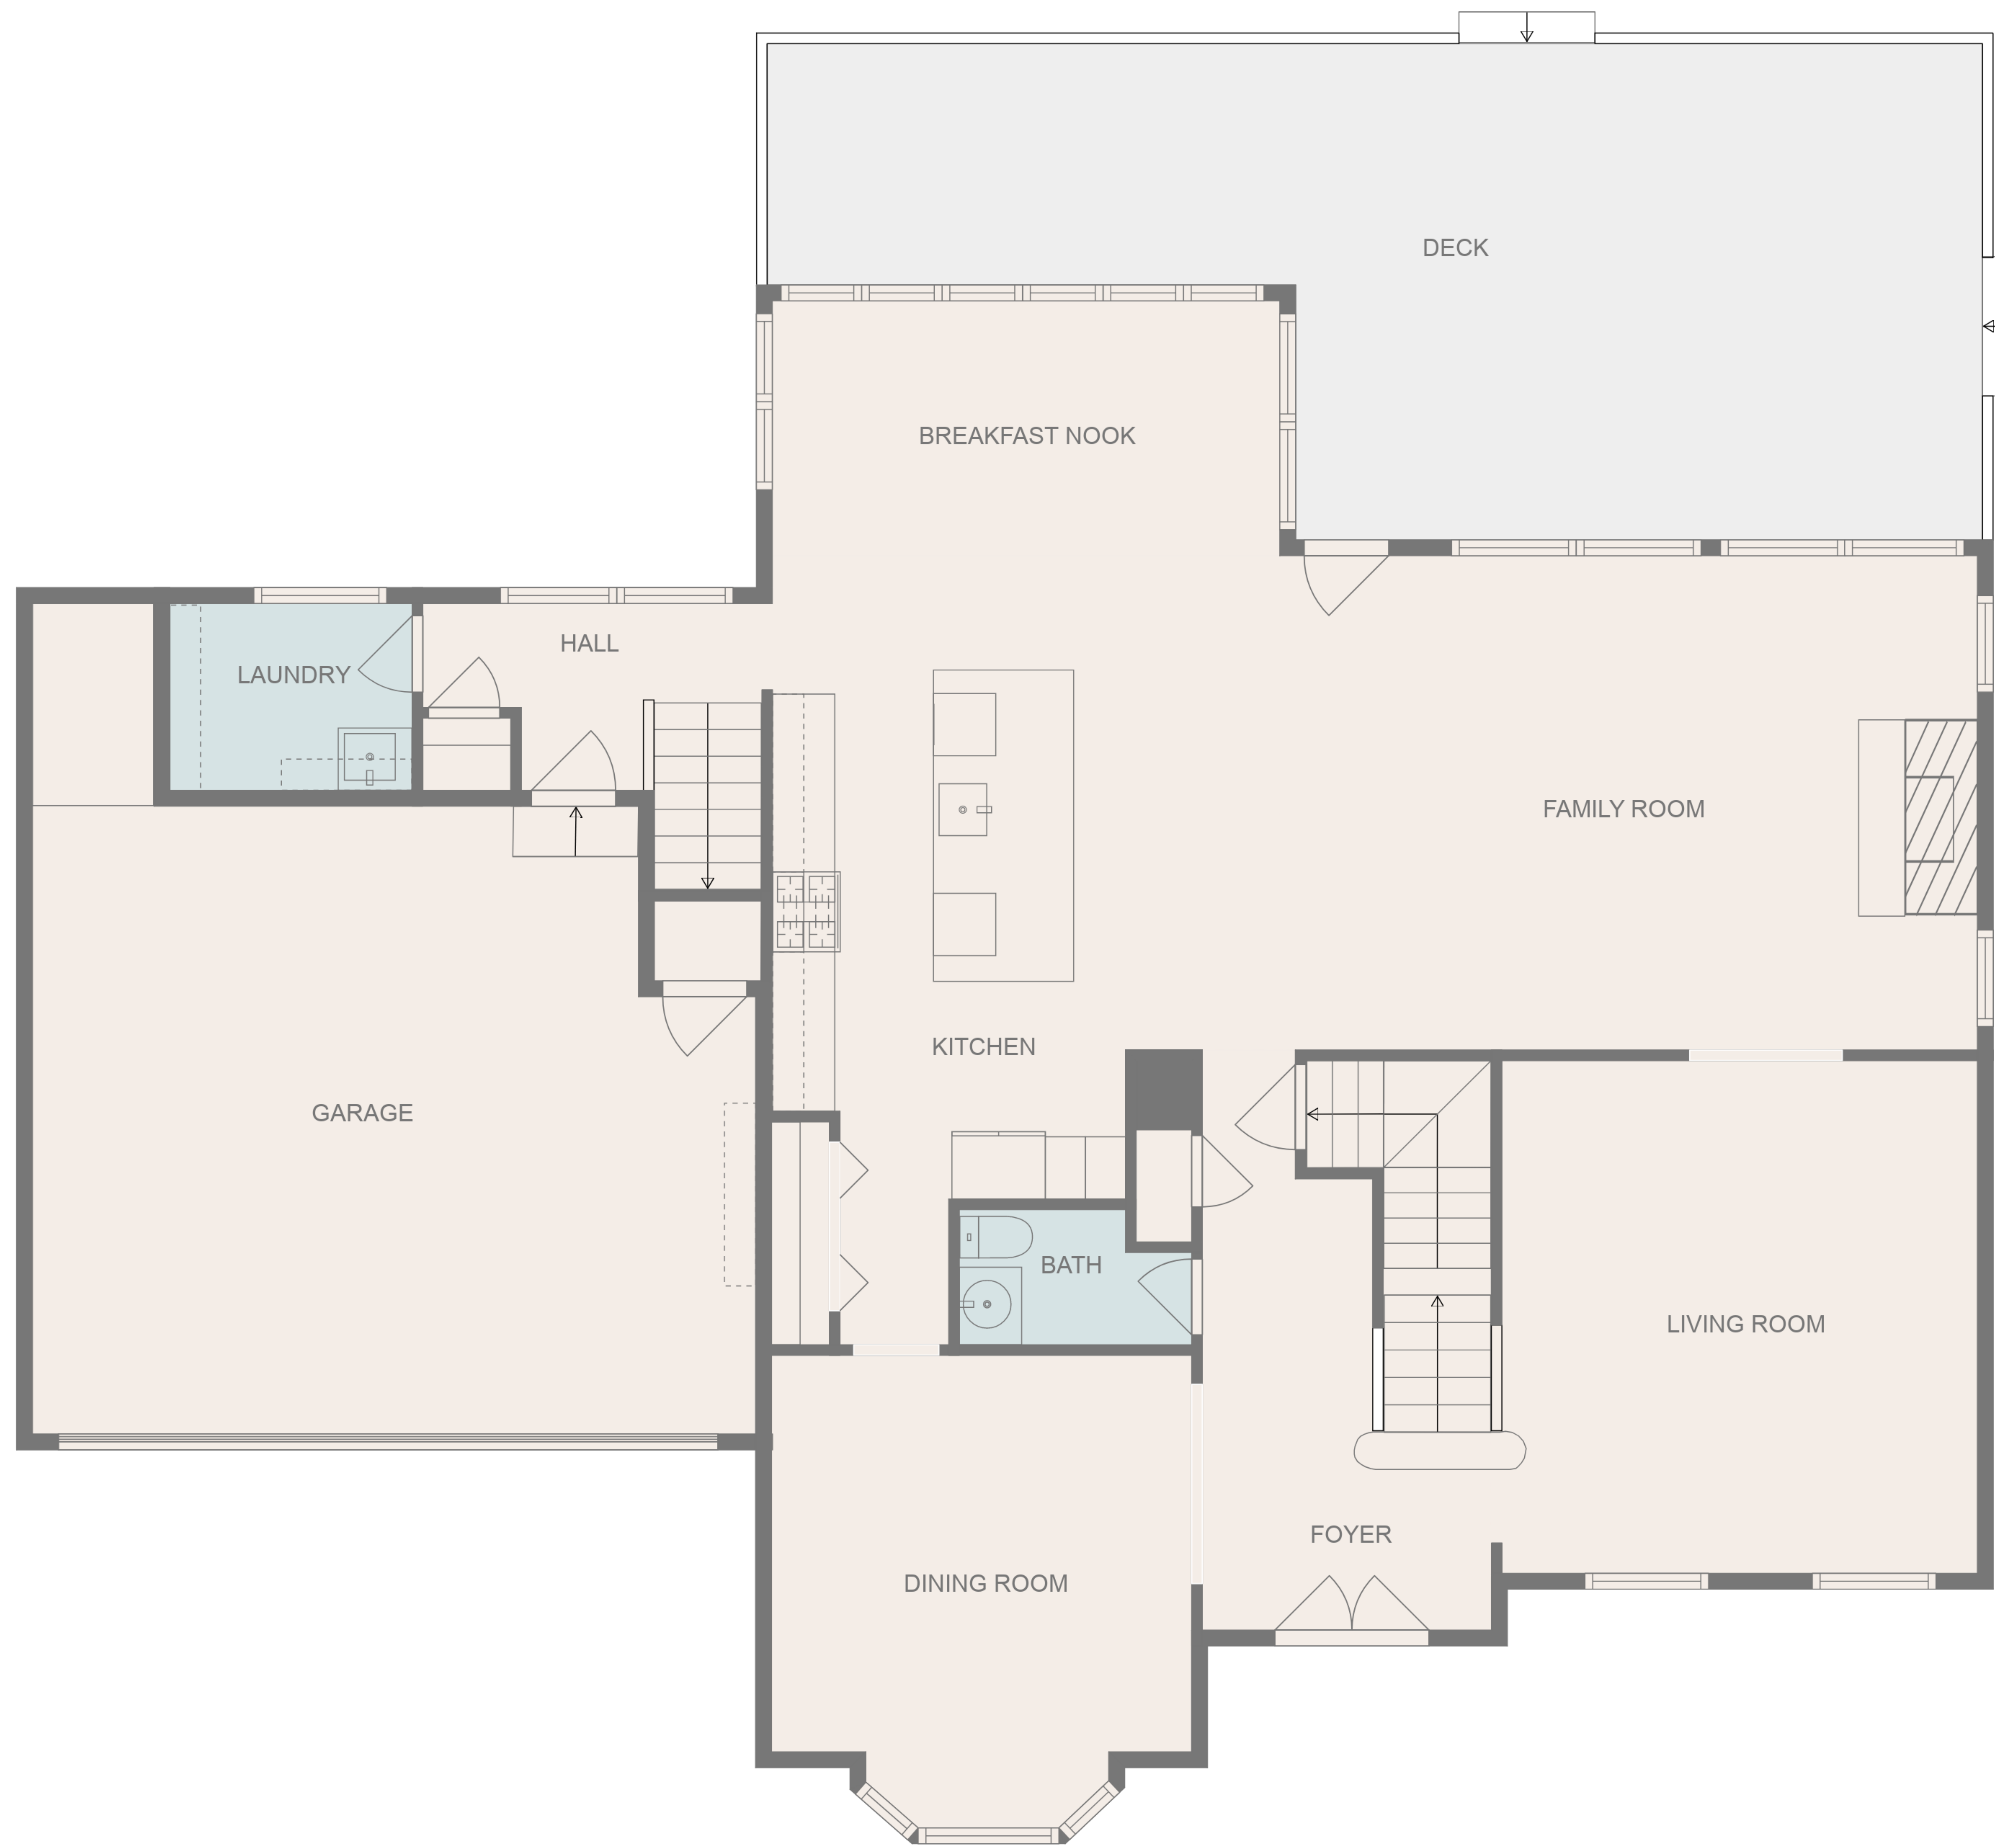 DECK
BREAKFAST NOOK
HALL
LAUNDRY
FAMILY ROOM
KITCHEN
GARAGE
BATH
LIVING ROOM
FOYER
DINING ROOM